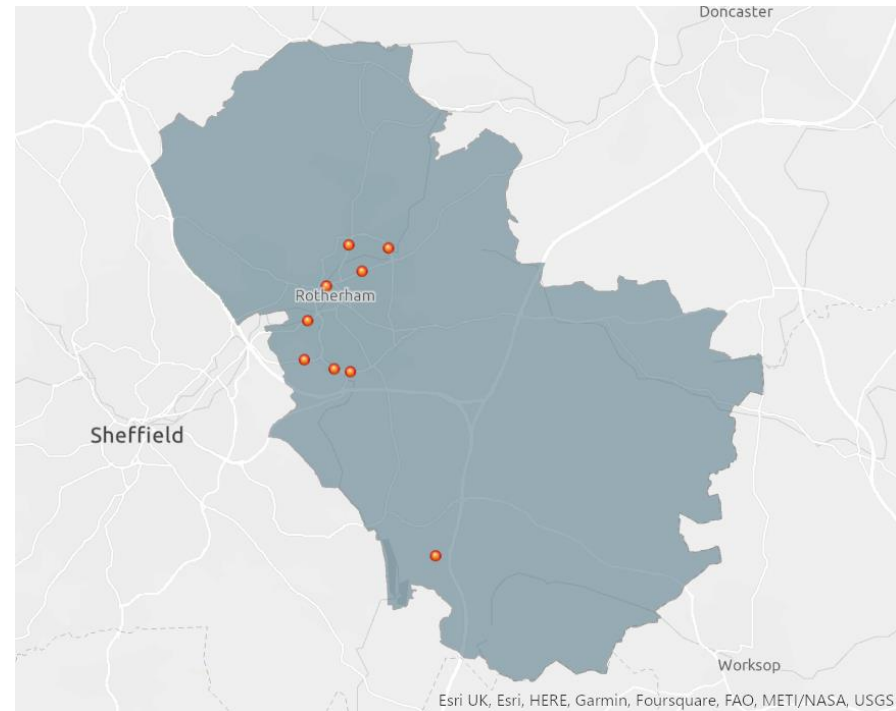 Doncaster
Rotherham
Sheffield
Worksop
Esri UK, Esri, HERE, Garmin, Foursquare, FAO, METI/NASA, USGS